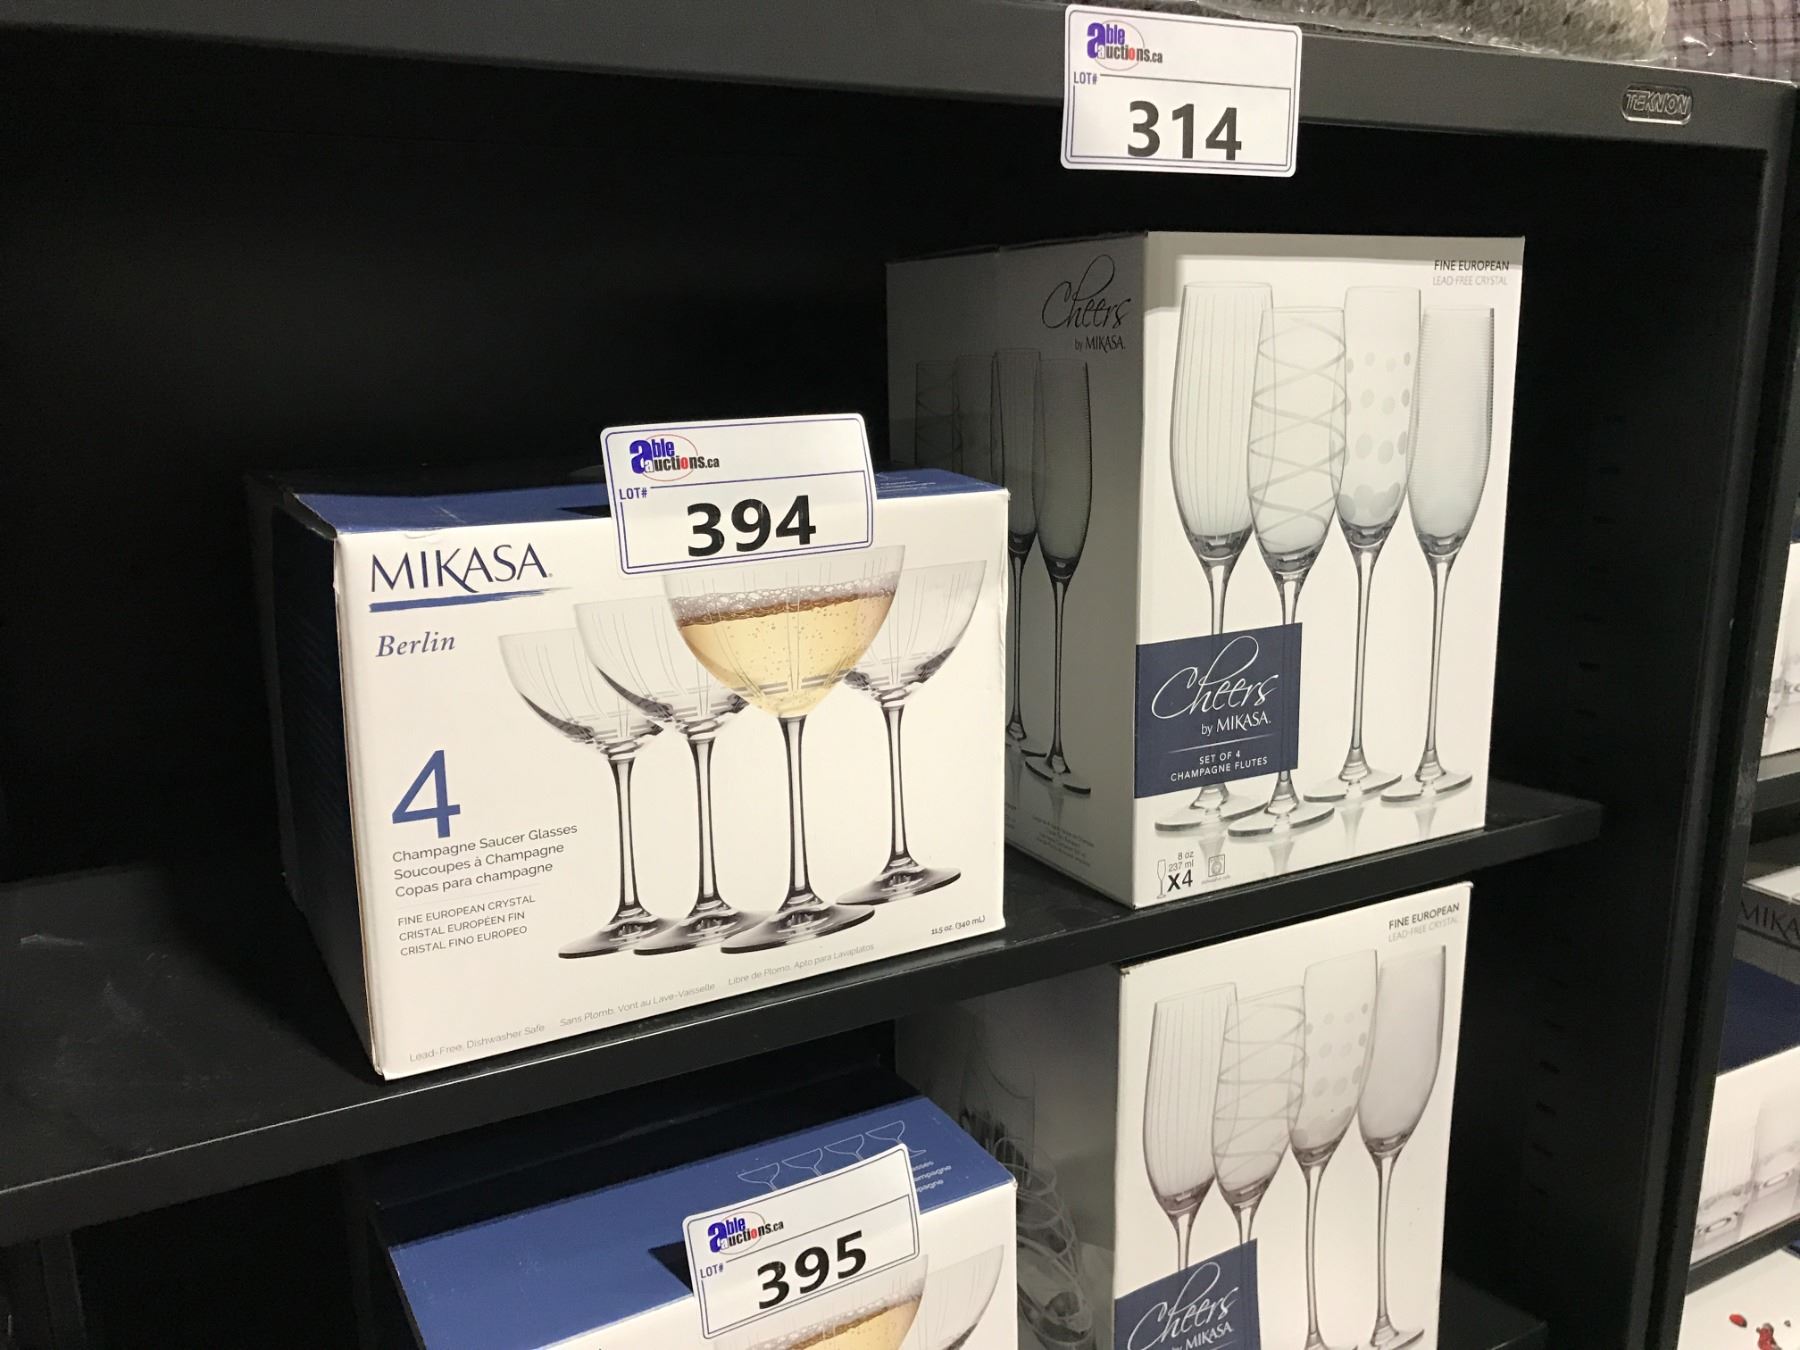 able auctions.ca
LOT#
314
TEKNION
able auctions.ca
LOT#
394
MIKASA
Berlin
4
Champagne Saucer Glasses
Soucoupes à Champagne
Copas para champagne
FINE EUROPEAN CRYSTAL
CRISTAL EUROPÉEN FIN
CRISTAL FINO EUROPEO
11.5 oz. (340 mL)
Lead-Free, Dishwasher Safe Sans Plomb, Vont au Lave-Vaisselle Libre de Plomo, Apto para Lavaplatos
Cheers
by MIKASA.
FINE EUROPEAN
LEAD-FREE CRYSTAL
Cheers
by MIKASA.
SET OF 4
CHAMPAGNE FLUTES
8 oz
237 ml
X4
able auctions.ca
LOT#
395
FINE EUROPEAN
LEAD-FREE CRYSTAL
Cheers
by MIKASA.
MIKA